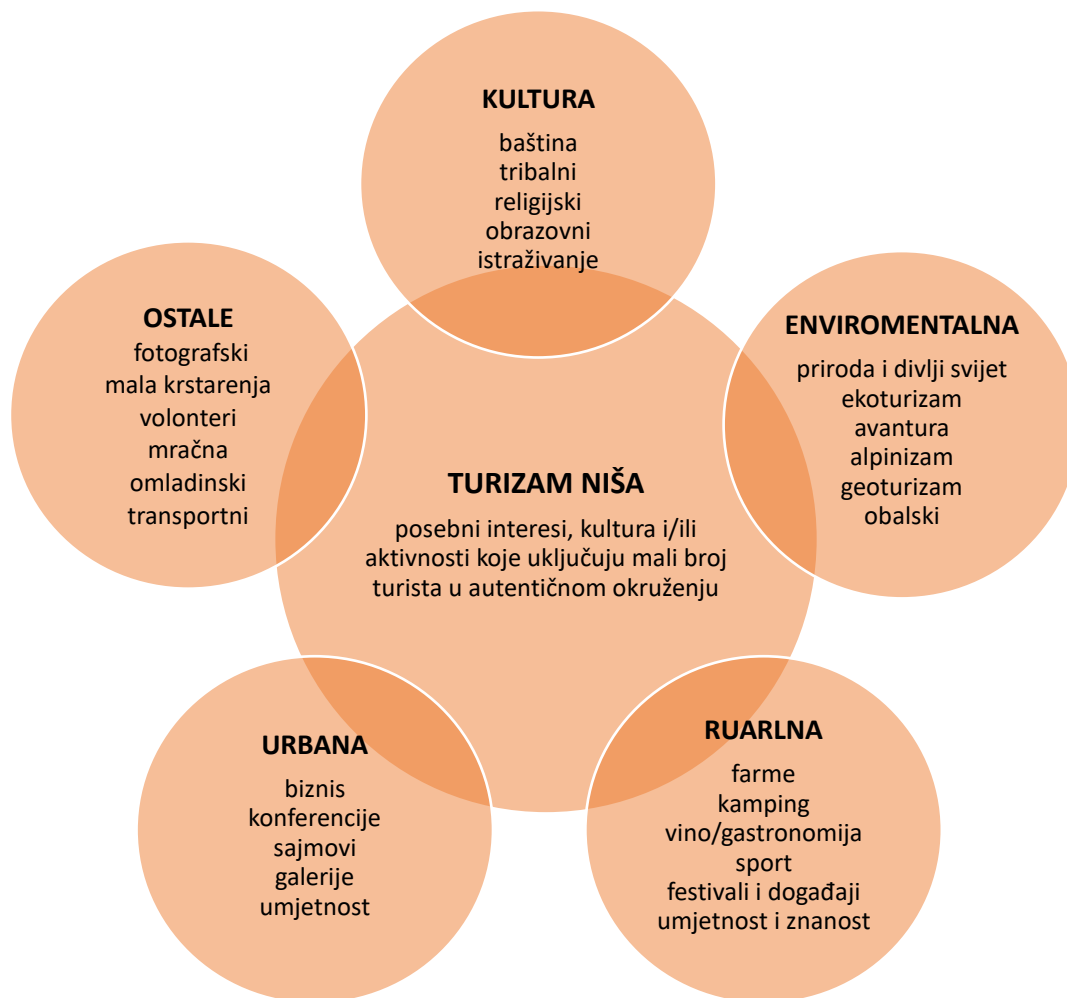 KULTURA
baština
tribalni
religijski
obrazovni
istraživanje
OSTALE
fotografski
mala krstarenja
volonteri
mračna
omladinski
transportni
ENVIROMENTALNA
priroda i divlji svijet
ekoturizam
avantura
alpinizam
geoturizam
obalski
TURIZAM NIŠA
posebni interesi, kultura i/ili
aktivnosti koje uključuju mali broj
turista u autentičnom okruženju
URBANA
biznis
konferencije
sajmovi
galerije
umjetnost
RUARLNA
farme
kamping
vino/gastronomija
sport
festivali i događaji
umjetnost i znanost